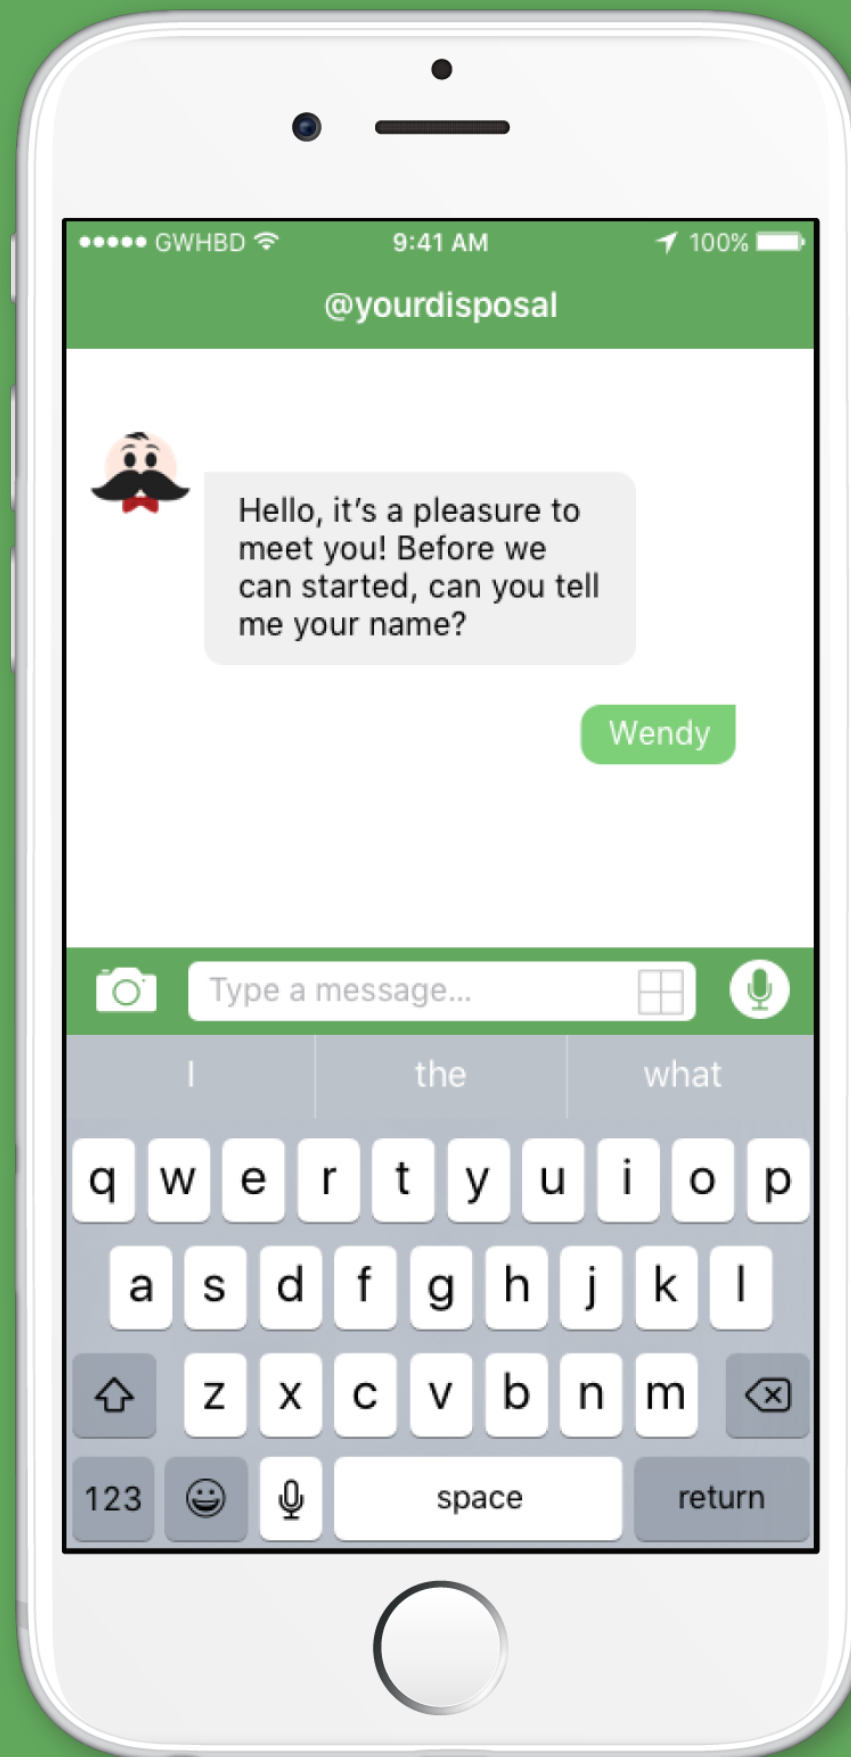 GWHBD 9:41 AM 100%
@yourdisposal
Hello, it's a pleasure to
meet you! Before we
can started, can you tell
me your name?
Wendy
Type a message...
I the what
q w e r t y u i o p
a s d f g h j k l
z x c v b n m
123 space return